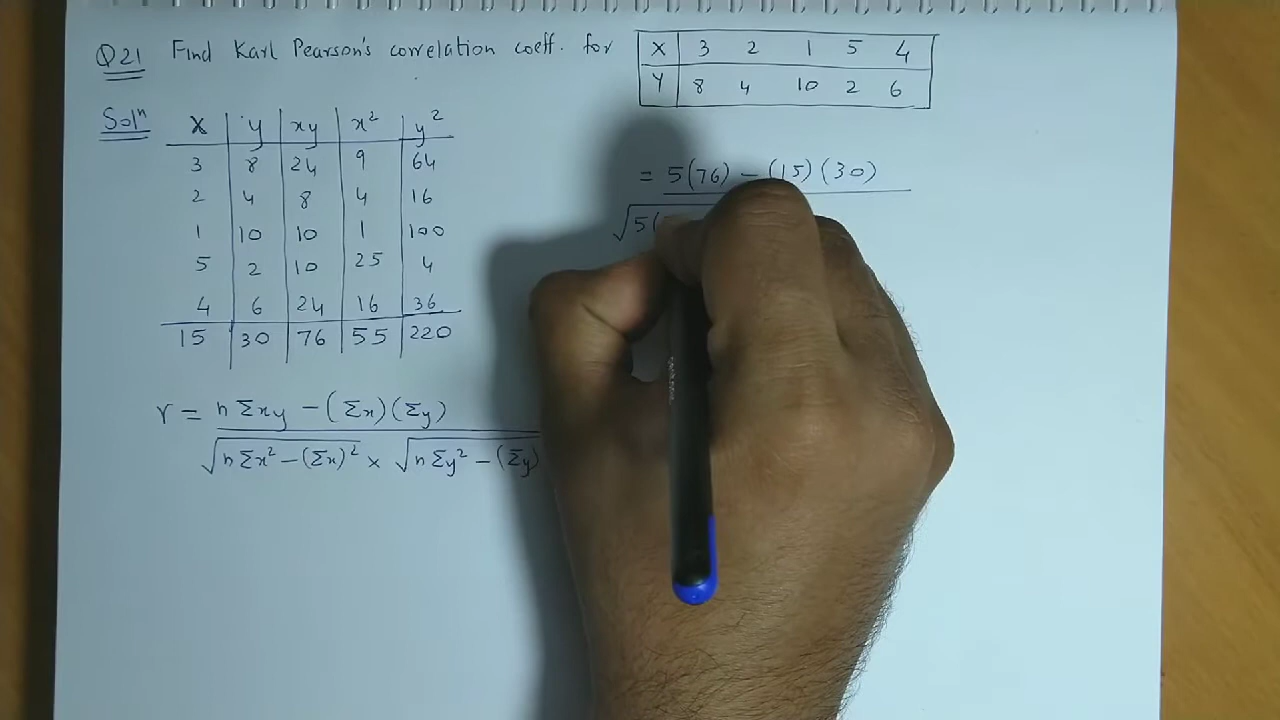 Q21 Find Karl Pearson's correlation coeff. for
X 3 2 1 5 4
Y 8 4 10 2 6
Solⁿ
X y xy x² y²
3 8 24 9 64
2 4 8 4 16
1 10 10 1 100
5 2 10 25 4
4 6 24 16 36
15 30 76 55 220
r = nΣxy − (Σx)(Σy)
√nΣx² − (Σx)² × √nΣy² − (Σy)
= 5(76) − (15)(30)
√5(